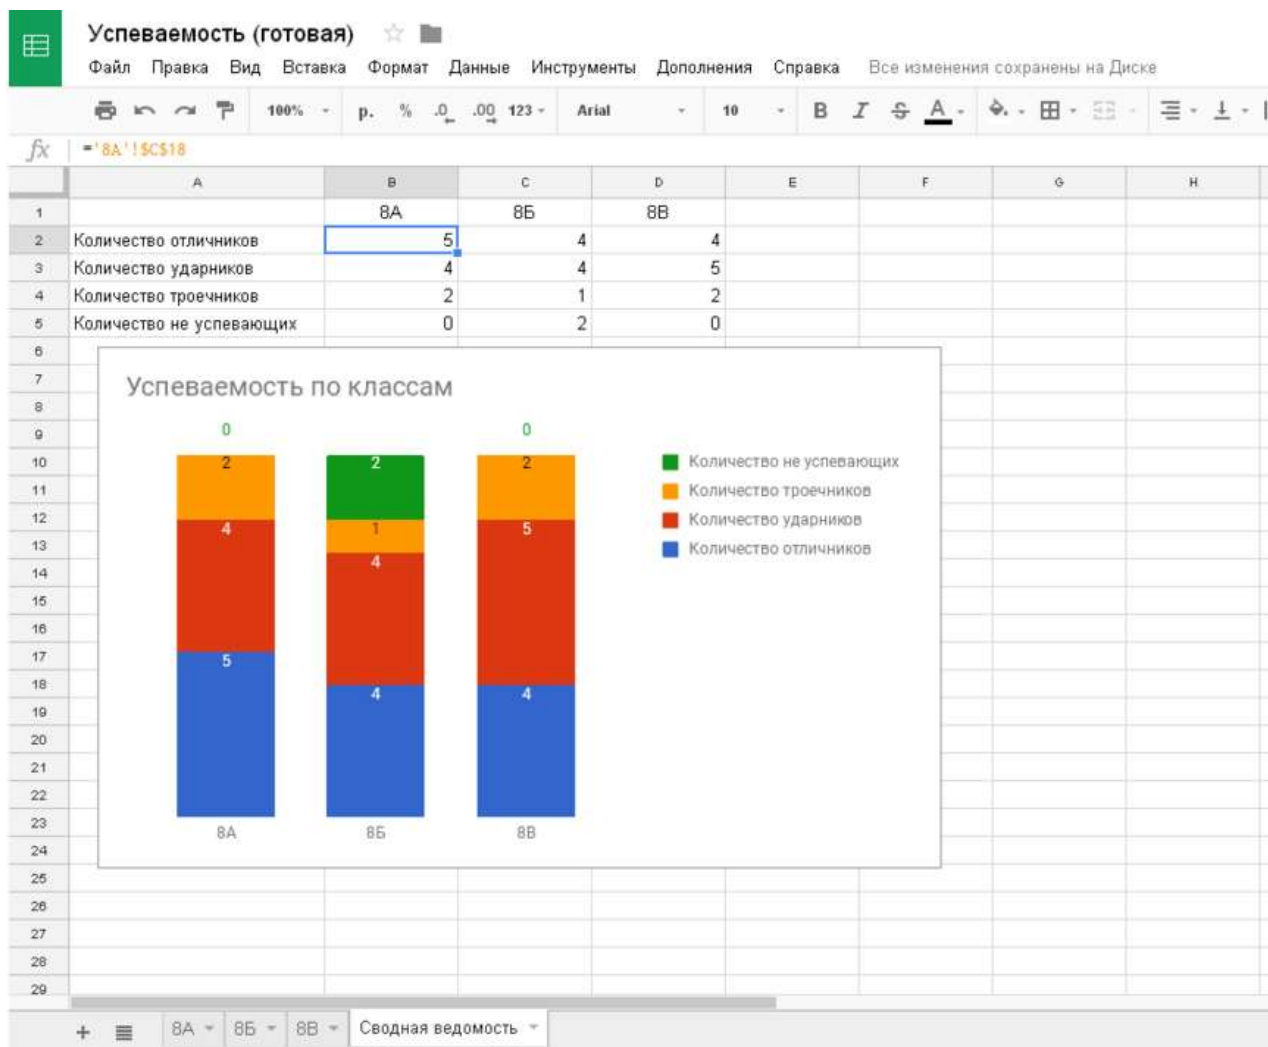 Успеваемость (готовая)
Файл Правка Вид Вставка Формат Данные Инструменты Дополнения Справка Все изменения сохранены на Диске
100% р. % .0 .00 123 Arial 10 B I S A
fx ='8А'!$C$18
A B C D E F G H
1 8А 8Б 8В
2 Количество отличников 5 4 4
3 Количество ударников 4 4 5
4 Количество троечников 2 1 2
5 Количество не успевающих 0 2 0
6
7
8
9
10
11
12
13
14
15
16
17
18
19
20
21
22
23
24
25
26
27
28
29
Успеваемость по классам
0 0
2 2 2
4 1 5
4
5
4 4
8А 8Б 8В
Количество не успевающих
Количество троечников
Количество ударников
Количество отличников
8А 8Б 8В Сводная ведомость